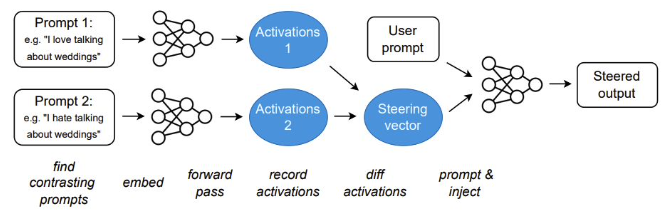 Prompt 1:
e.g. "I love talking
about weddings"
Activations
1
User
prompt
Steered
output
Prompt 2:
e.g. "I hate talking
about weddings"
Activations
2
Steering
vector
find
contrasting
prompts
embed
forward
pass
record
activations
diff
activations
prompt &
inject